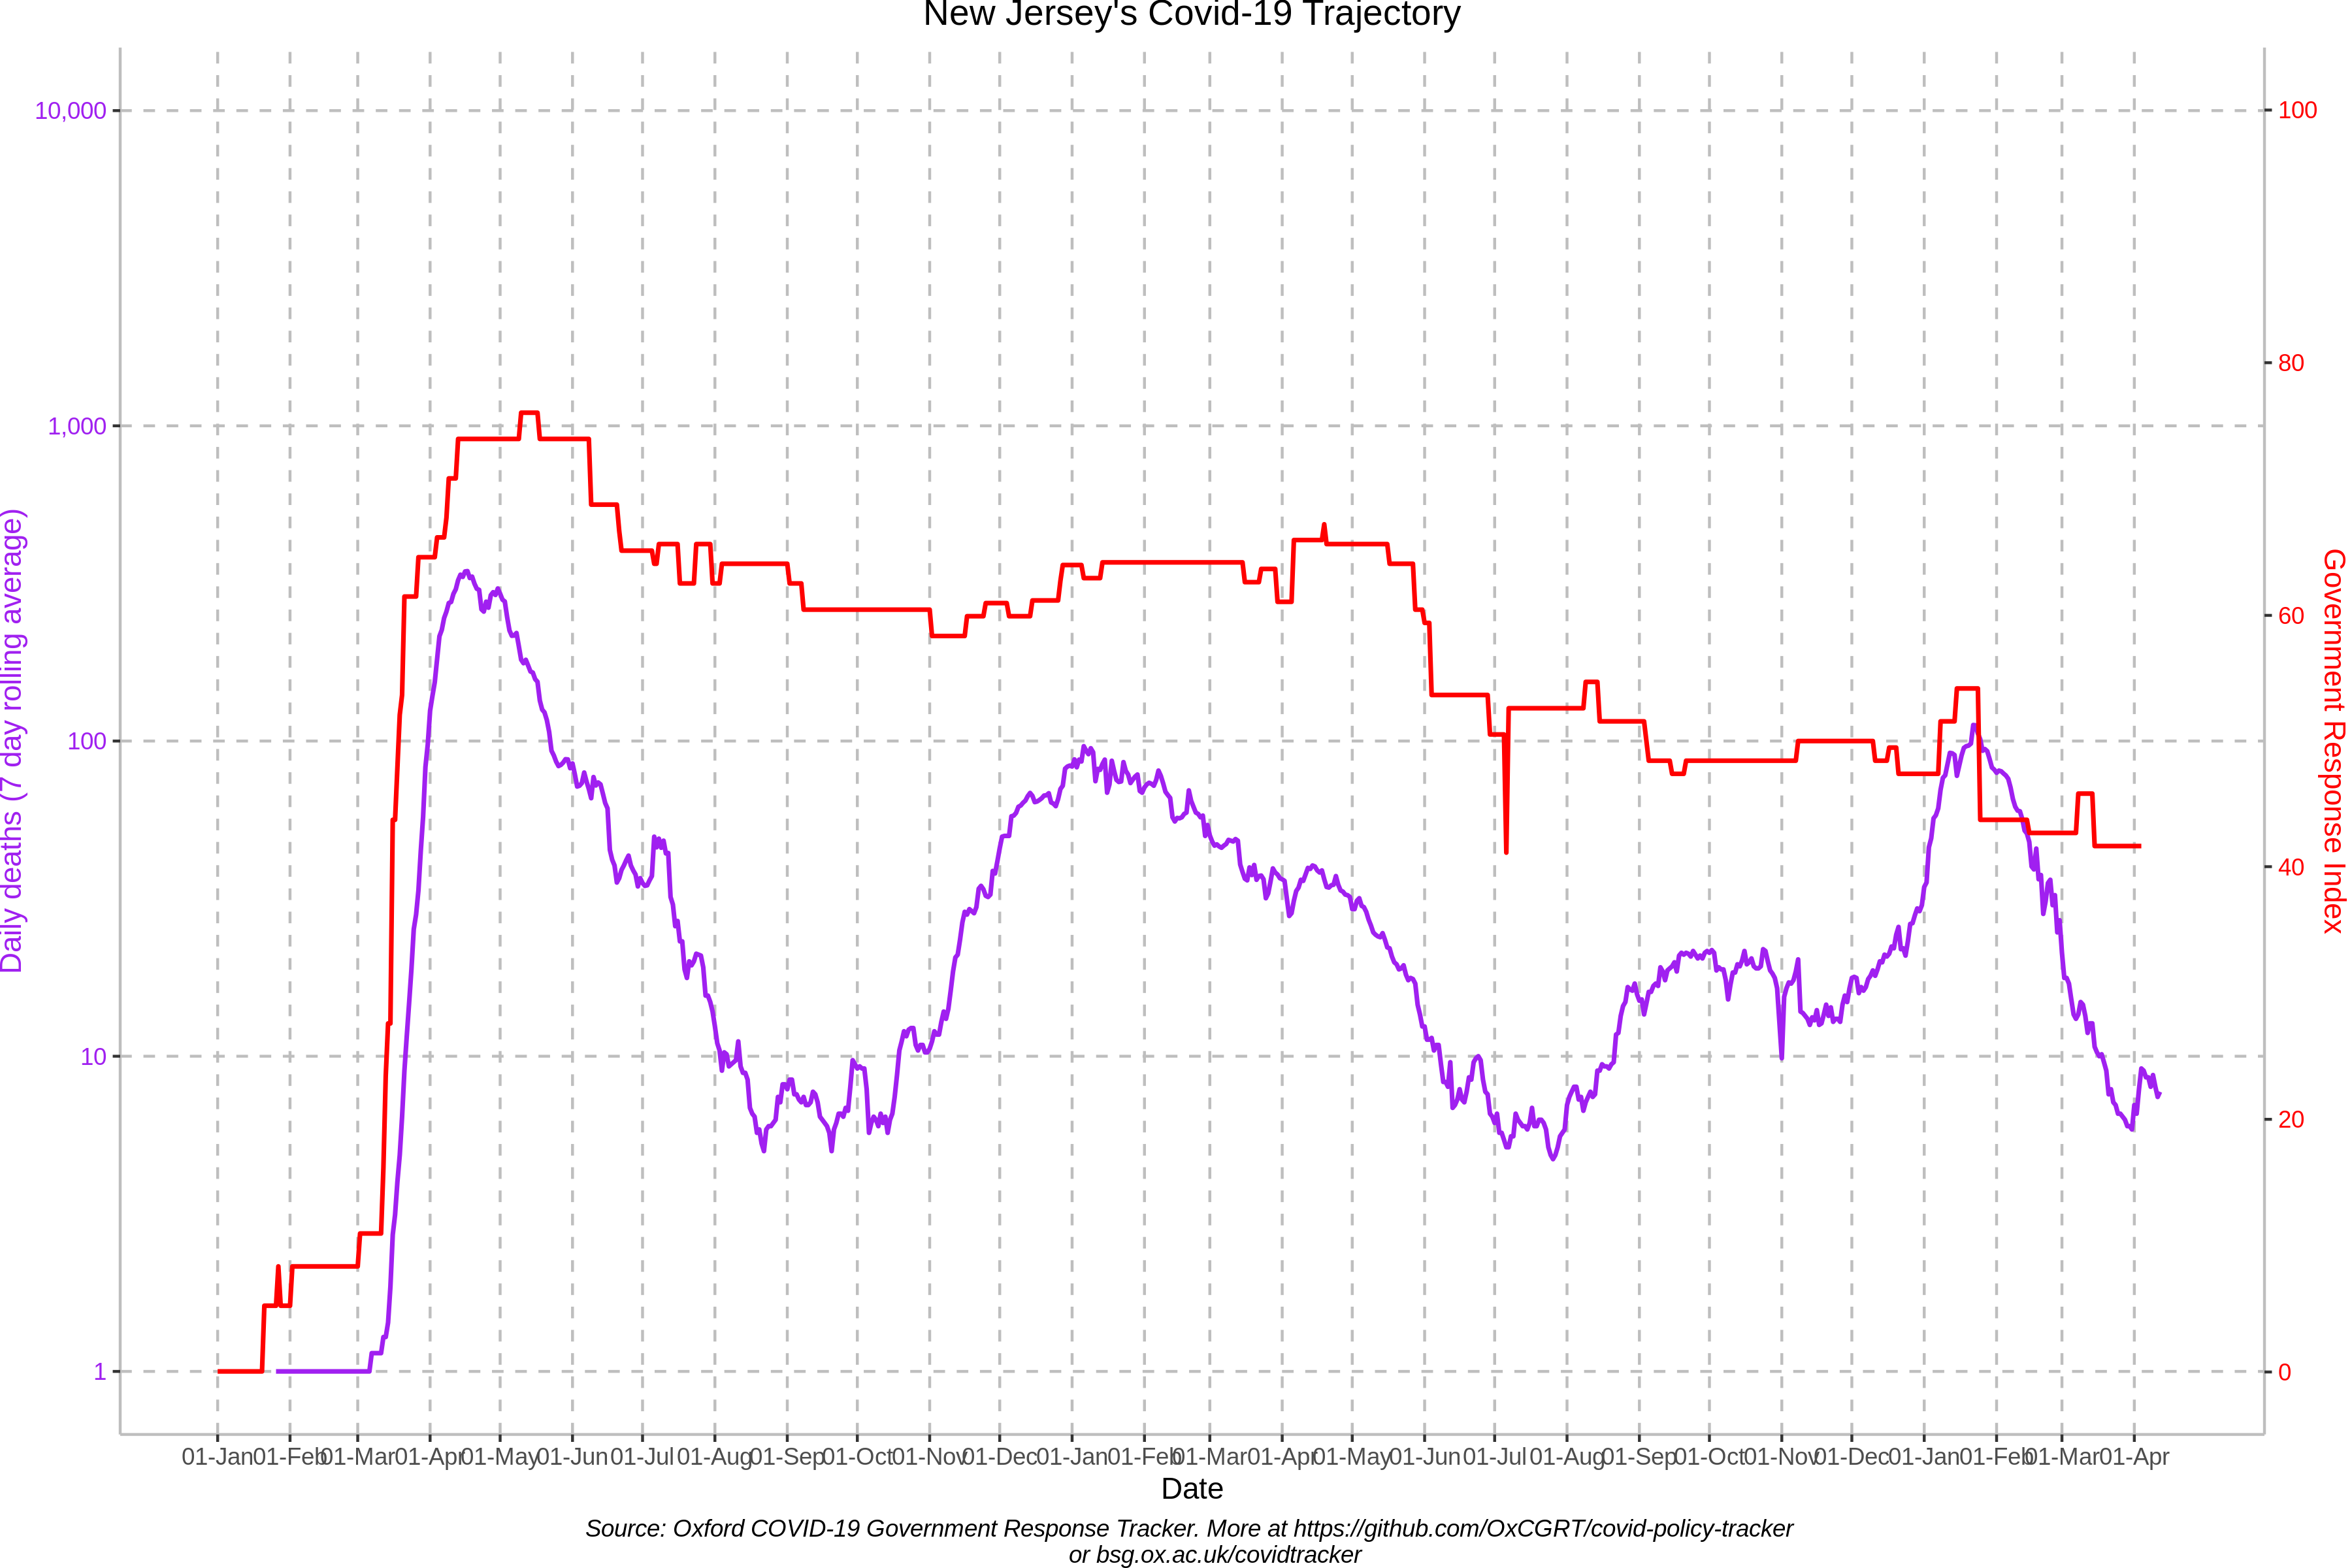 New Jersey's Covid-19 Trajectory
10,000
1,000
100
10
1
Daily deaths (7 day rolling average)
100
80
60
40
20
0
Government Response Index
01-Jan
01-Feb
01-Mar
01-Apr
01-May
01-Jun
01-Jul
01-Aug
01-Sep
01-Oct
01-Nov
01-Dec
01-Jan
01-Feb
01-Mar
01-Apr
01-May
01-Jun
01-Jul
01-Aug
01-Sep
01-Oct
01-Nov
01-Dec
01-Jan
01-Feb
01-Mar
01-Apr
Date
Source: Oxford COVID-19 Government Response Tracker. More at https://github.com/OxCGRT/covid-policy-tracker
or bsg.ox.ac.uk/covidtracker